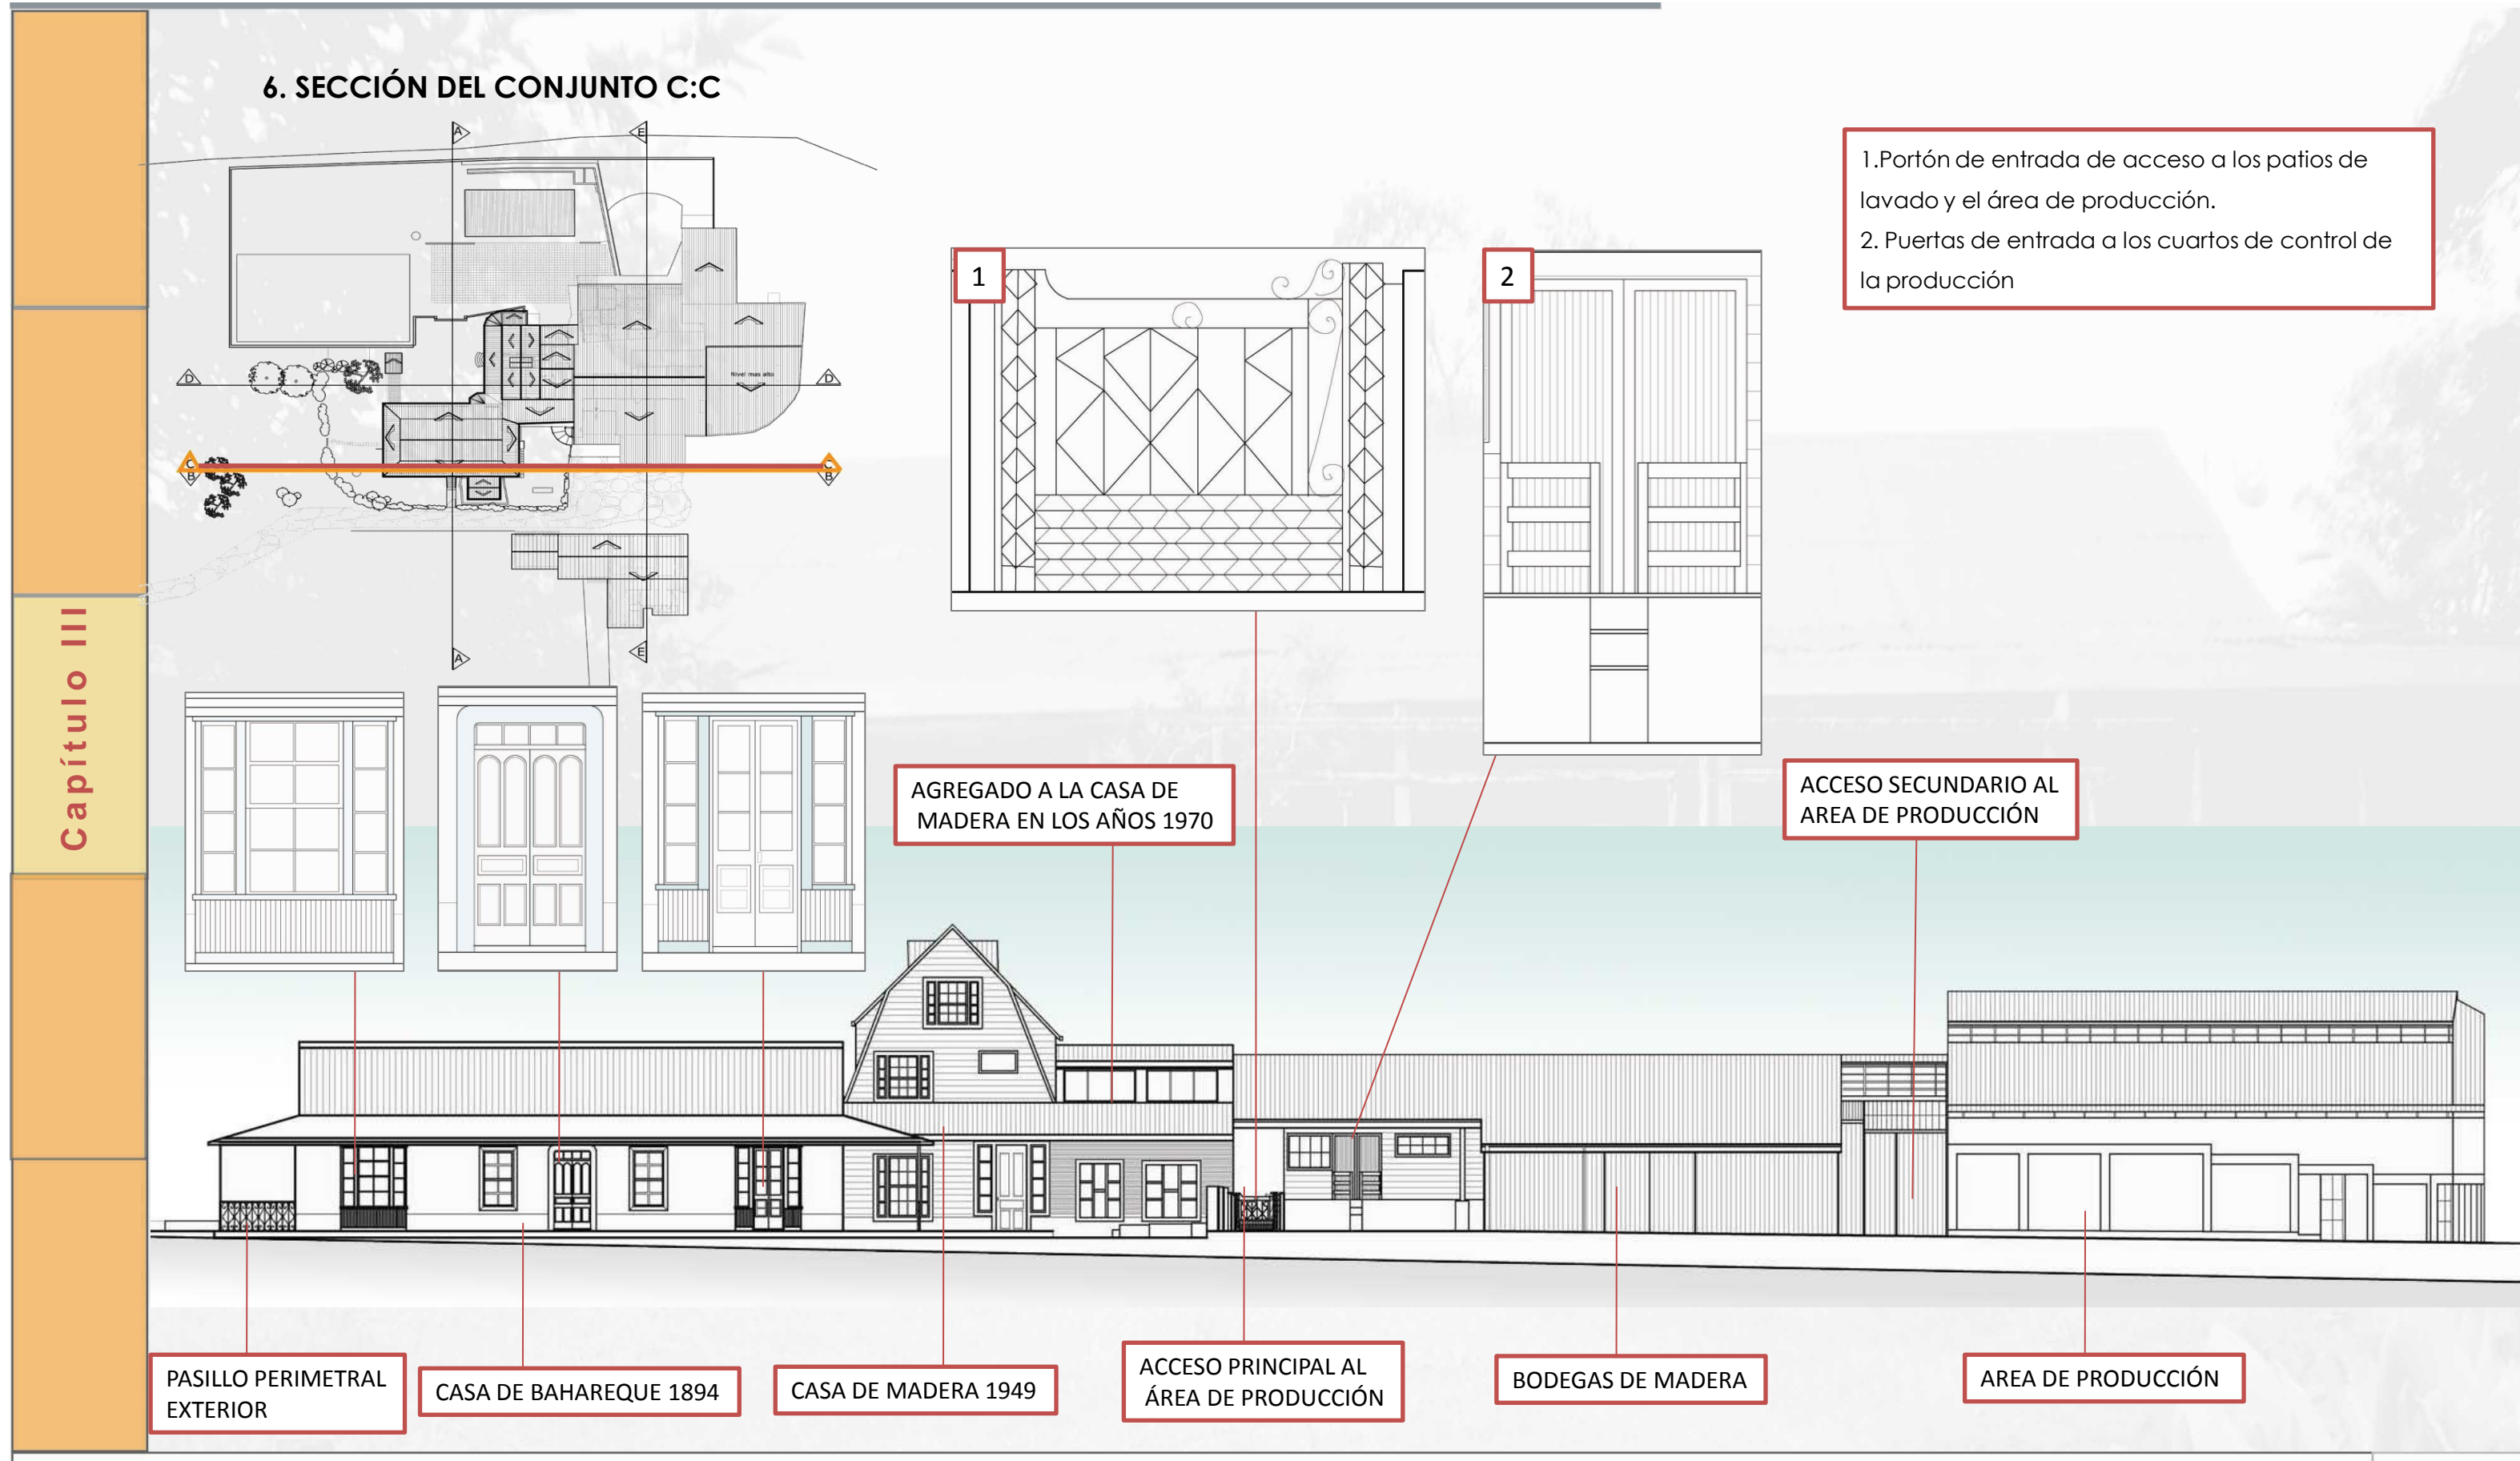 6. SECCIÓN DEL CONJUNTO C:C
1.Portón de entrada de acceso a los patios de
lavado y el área de producción.
2. Puertas de entrada a los cuartos de control de
la producción
A
E
1
2
Nivel mas alto
D
D
C
C
B
B
A
E
Capítulo III
AGREGADO A LA CASA DE
MADERA EN LOS AÑOS 1970
ACCESO SECUNDARIO AL
AREA DE PRODUCCIÓN
PASILLO PERIMETRAL
EXTERIOR
CASA DE BAHAREQUE 1894
CASA DE MADERA 1949
ACCESO PRINCIPAL AL
ÁREA DE PRODUCCIÓN
BODEGAS DE MADERA
AREA DE PRODUCCIÓN